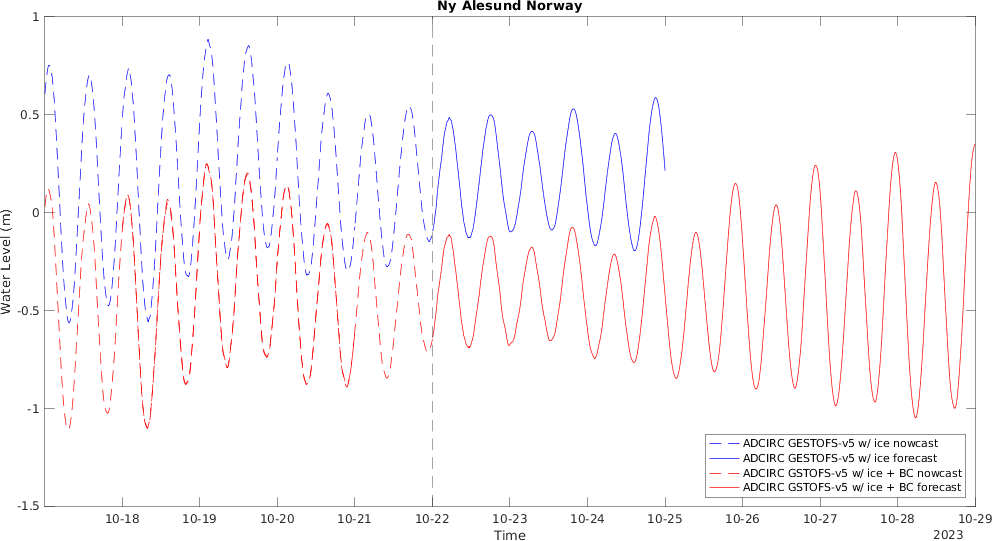 Ny Alesund Norway
1
0.5
0
-0.5
-1
-1.5
Water Level (m)
10-18 10-19 10-20 10-21 10-22 10-23 10-24 10-25 10-26 10-27 10-28 10-29
Time
2023
ADCIRC GESTOFS-v5 w/ ice nowcast
ADCIRC GESTOFS-v5 w/ ice forecast
ADCIRC GSTOFS-v5 w/ ice + BC nowcast
ADCIRC GSTOFS-v5 w/ ice + BC forecast